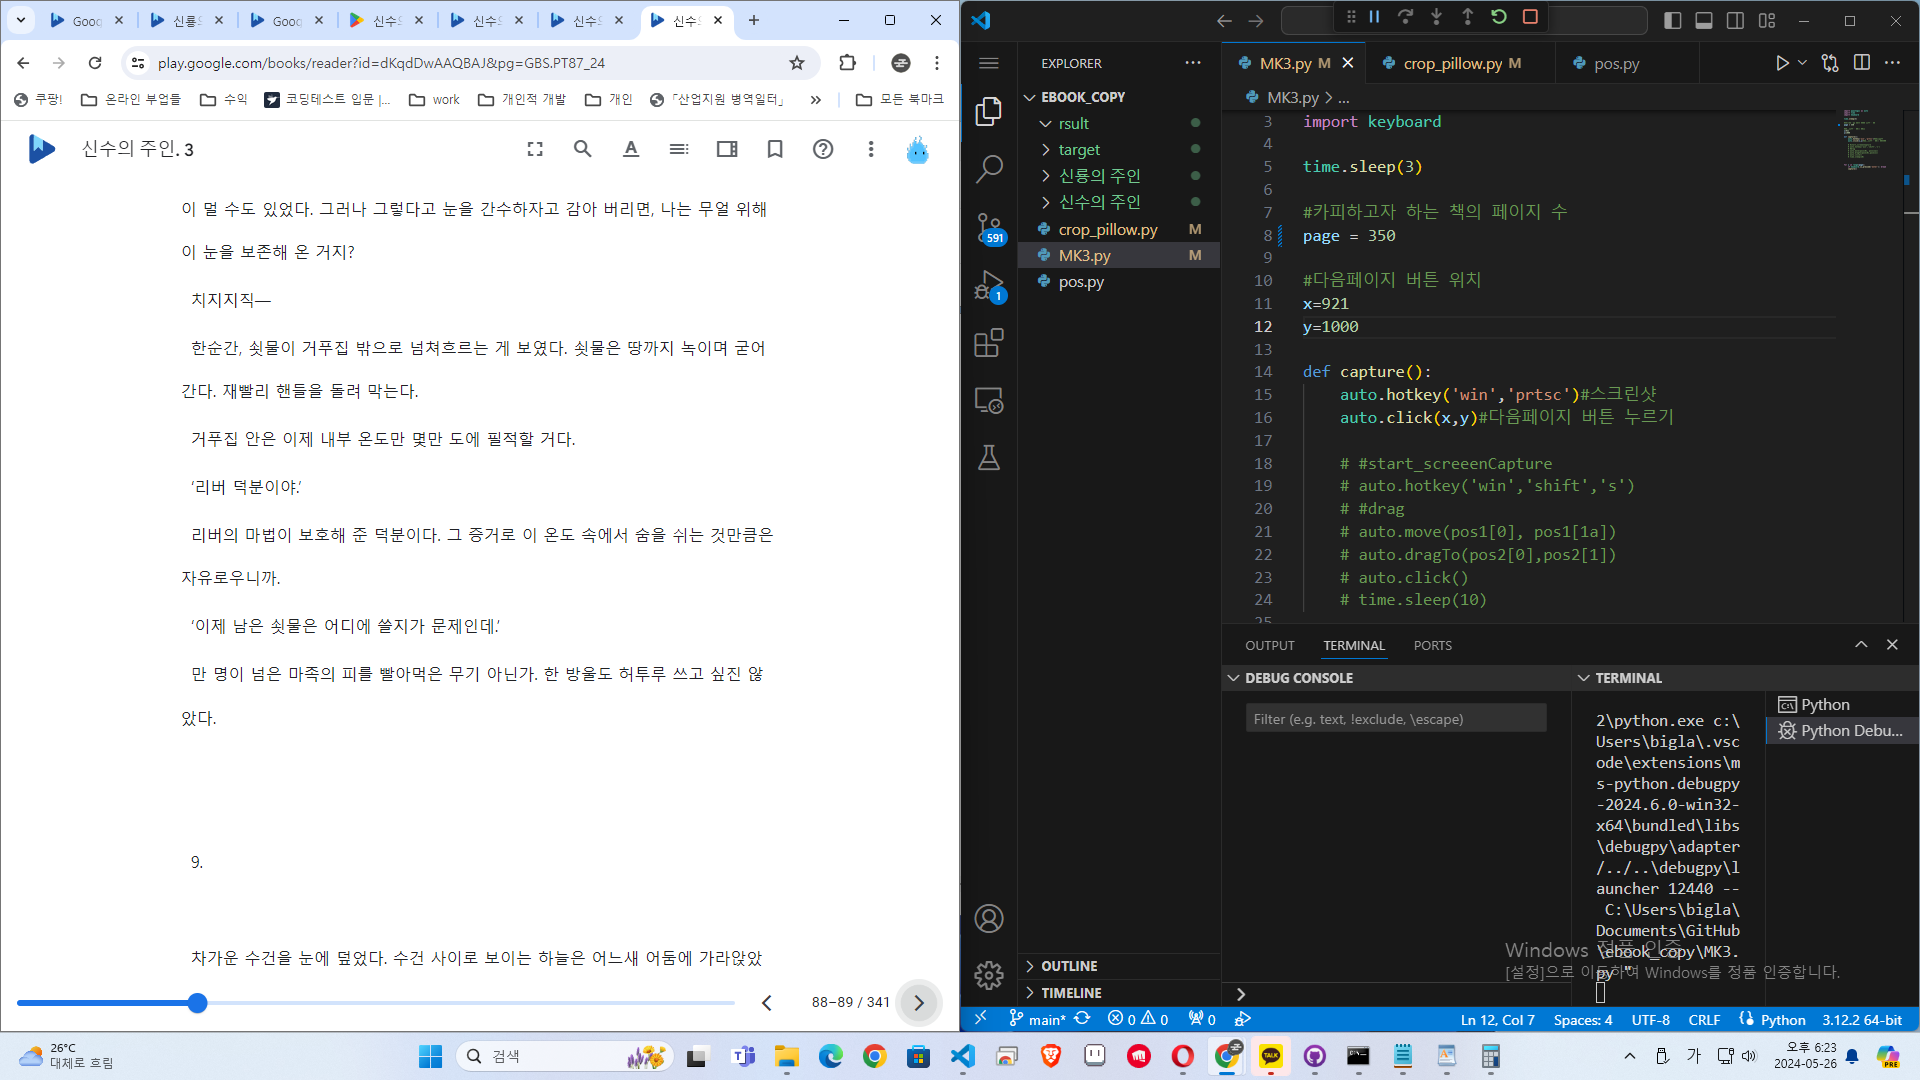 Goog
신룡의
Goog
신수의
신수의
신수의
신수의
play.google.com/books/reader?id=dKqdDwAAQBAJ&pg=GBS.PT87_24
쿠팡!
온라인 부업들
수익
코딩테스트 입문 |...
work
개인적 개발
개인
「산업지원 병역일터」
»
모든 북마크
신수의 주인. 3
이 멀 수도 있었다. 그러나 그렇다고 눈을 간수하자고 감아 버리면, 나는 무얼 위해
이 눈을 보존해 온 거지?
치지지직—
한순간, 쇳물이 거푸집 밖으로 넘쳐흐르는 게 보였다. 쇳물은 땅까지 녹이며 굳어
간다. 재빨리 핸들을 돌려 막는다.
거푸집 안은 이제 내부 온도만 몇만 도에 필적할 거다.
‘리버 덕분이야.’
리버의 마법이 보호해 준 덕분이다. 그 증거로 이 온도 속에서 숨을 쉬는 것만큼은
자유로우니까.
‘이제 남은 쇳물은 어디에 쓸지가 문제인데.’
만 명이 넘은 마족의 피를 빨아먹은 무기 아닌가. 한 방울도 허투루 쓰고 싶진 않
았다.
9.
차가운 수건을 눈에 덮었다. 수건 사이로 보이는 하늘은 어느새 어둠에 가라앉았
88–89 / 341
EXPLORER
EBOOK_COPY
rsult
target
신룡의 주인
신수의 주인
crop_pillow.py M
MK3.py M
pos.py
591
1
OUTLINE
TIMELINE
MK3.py M
crop_pillow.py M
pos.py
MK3.py > ...
3 import keyboard
4
5 time.sleep(3)
6
7 #카피하고자 하는 책의 페이지 수
8 page = 350
9
10 #다음페이지 버튼 위치
11 x=921
12 y=1000
13
14 def capture():
15 auto.hotkey('win','prtsc')#스크린샷
16 auto.click(x,y)#다음페이지 버튼 누르기
17
18 # #start_screeenCapture
19 # auto.hotkey('win','shift','s')
20 # #drag
21 # auto.move(pos1[0], pos1[1a])
22 # auto.dragTo(pos2[0],pos2[1])
23 # auto.click()
24 # time.sleep(10)
25
OUTPUT
TERMINAL
PORTS
DEBUG CONSOLE
Filter (e.g. text, !exclude, \escape)
TERMINAL
2\python.exe c:\
Users\bigla\.vsc
ode\extensions\m
s-python.debugpy
-2024.6.0-win32-
x64\bundled\libs
\debugpy\adapter
/../..\debugpy\l
auncher 12440 --
C:\Users\bigla\
Documents\GitHub
\ebook_copy\MK3.
py "
Python
Python Debu...
Windows 정품 인증
[설정]으로 이동하여 Windows를 정품 인증합니다.
main*
0
0
0
Ln 12, Col 7
Spaces: 4
UTF-8
CRLF
Python
3.12.2 64-bit
26°C
대체로 흐림
검색
TALK
가
오후 6:23
2024-05-26
PRE